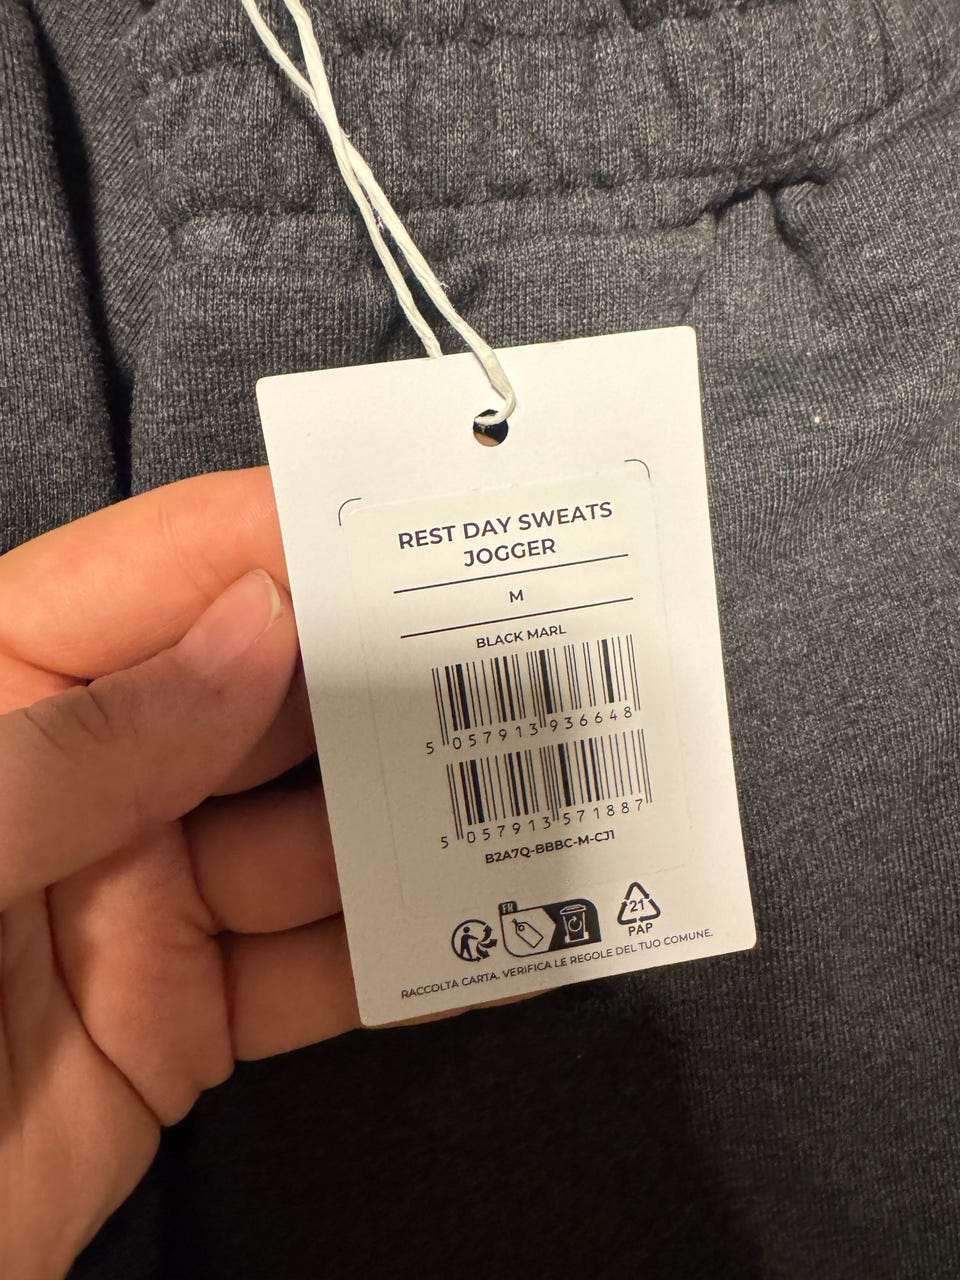 REST DAY SWEATS
JOGGER
M
BLACK MARL
5 057913 936648
5 057913 571887
B2A7Q-BBBC-M-CJ1
FR
21
PAP
RACCOLTA CARTA. VERIFICA LE REGOLE DEL TUO COMUNE.